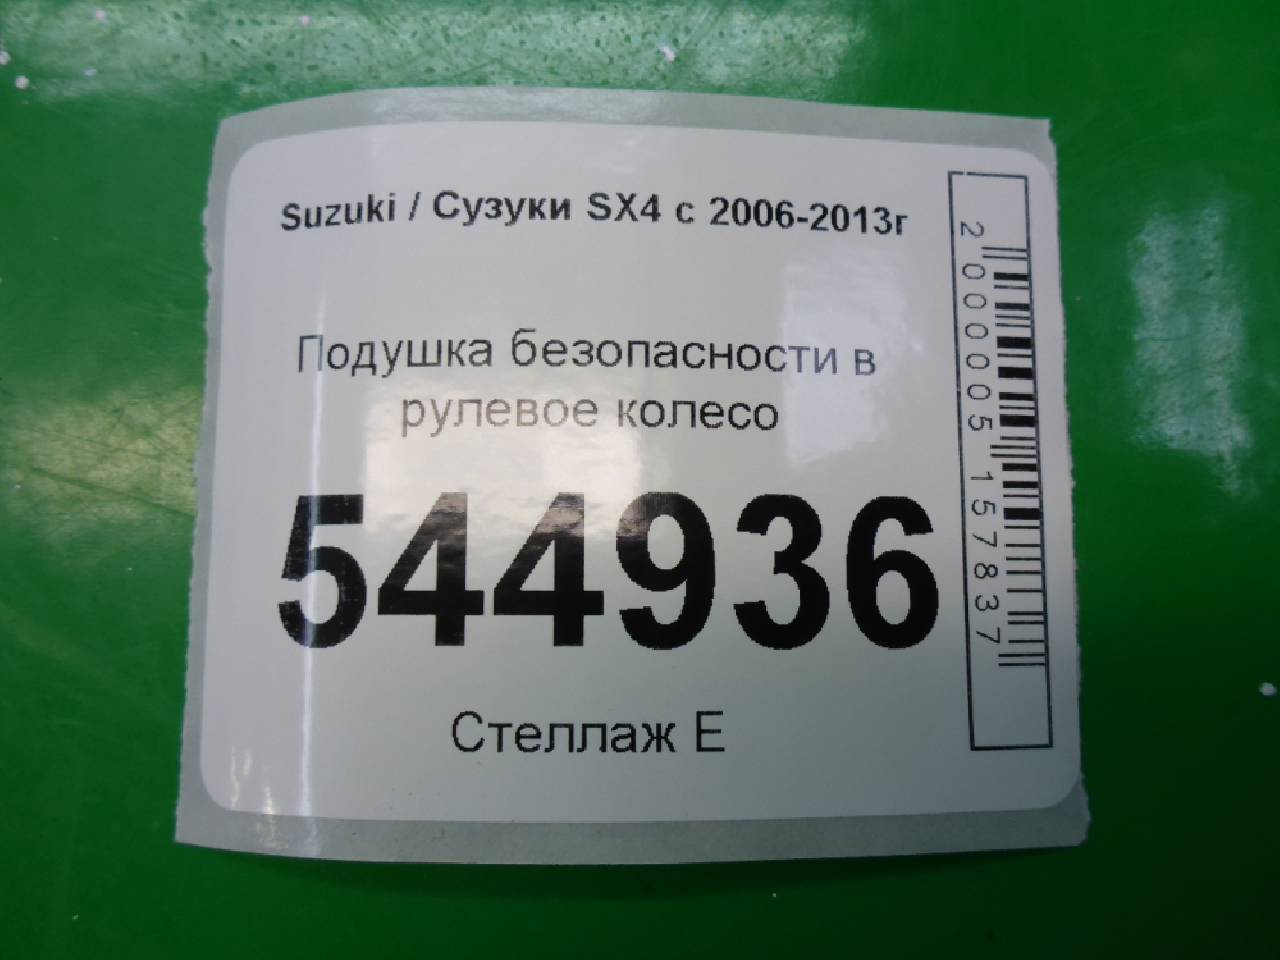 Suzuki / Сузуки SX4 с 2006-2013г
Подушка безопасности в
рулевое колесо
544936
Стеллаж Е
2000005157837